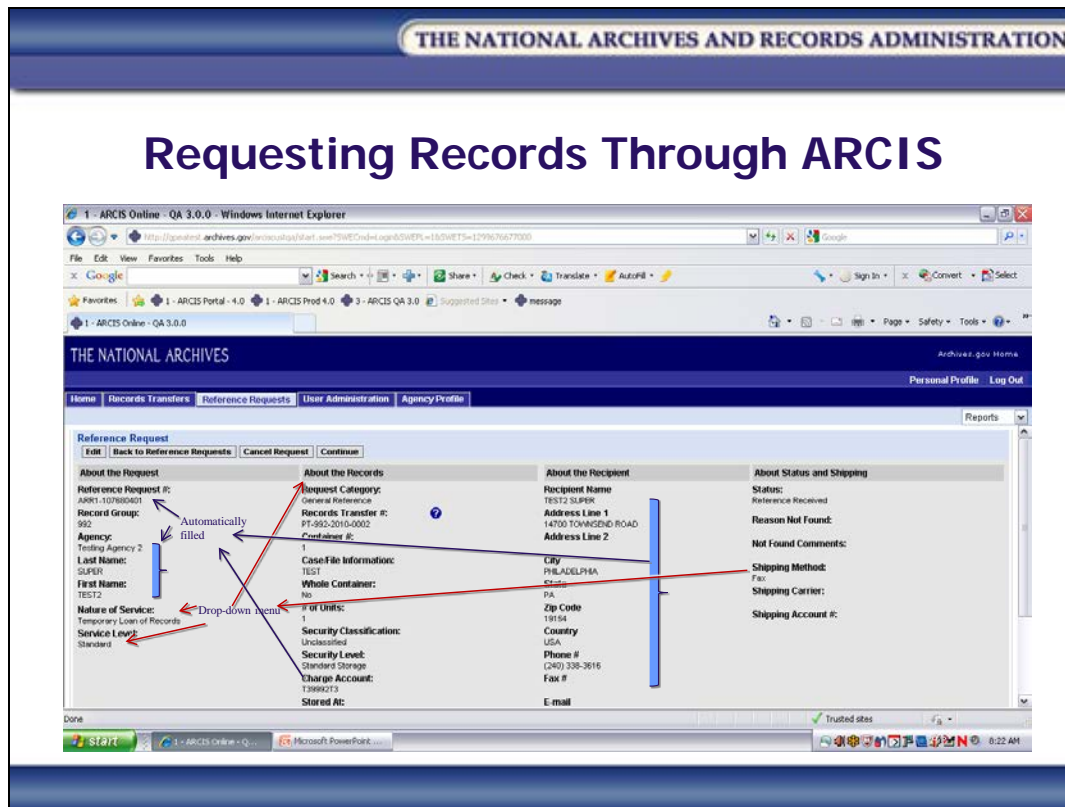 THE NATIONAL ARCHIVES AND RECORDS ADMINISTRATION
Requesting Records Through ARCIS
1 - ARCIS Online - QA 3.0.0 - Windows Internet Explorer
Google
File Edit View Favorites Tools Help
x Google Search Share Check Translate AutoFill Sign In x Convert Select
Favorites 1 - ARCIS Portal - 4.0 1 - ARCIS Prod 4.0 3 - ARCIS QA 3.0 Suggested Sites message
1 - ARCIS Online - QA 3.0.0 Page Safety Tools
THE NATIONAL ARCHIVES Archives.gov Home
Personal Profile Log Out
Home Records Transfers Reference Requests User Administration Agency Profile
Reports
Reference Request
Edit Back to Reference Requests Cancel Request Continue
About the Request
Reference Request #:
ARR1-107680401
Record Group:
992
Agency:
Testing Agency 2
Last Name:
SUPER
First Name:
TEST2
Nature of Service:
Temporary Loan of Records
Service Level:
Standard
Automatically
filled
Drop-down menu
About the Records
Request Category:
General Reference
Records Transfer #:
PT-992-2010-0002
Container #:
1
Case/File Information:
TEST
Whole Container:
No
# of Units:
1
Security Classification:
Unclassified
Security Level:
Standard Storage
Charge Account:
T39992T3
Stored At:
About the Recipient
Recipient Name
TEST2 SUPER
Address Line 1
14700 TOWNSEND ROAD
Address Line 2
City
PHILADELPHIA
State
PA
Zip Code
19154
Country
USA
Phone #
(240) 338-3616
Fax #
E-mail
About Status and Shipping
Status:
Reference Received
Reason Not Found:
Not Found Comments:
Shipping Method:
Fax
Shipping Carrier:
Shipping Account #:
Done Trusted sites
start 1 - ARCIS Online - Q... Microsoft PowerPoint ... 8:22 AM